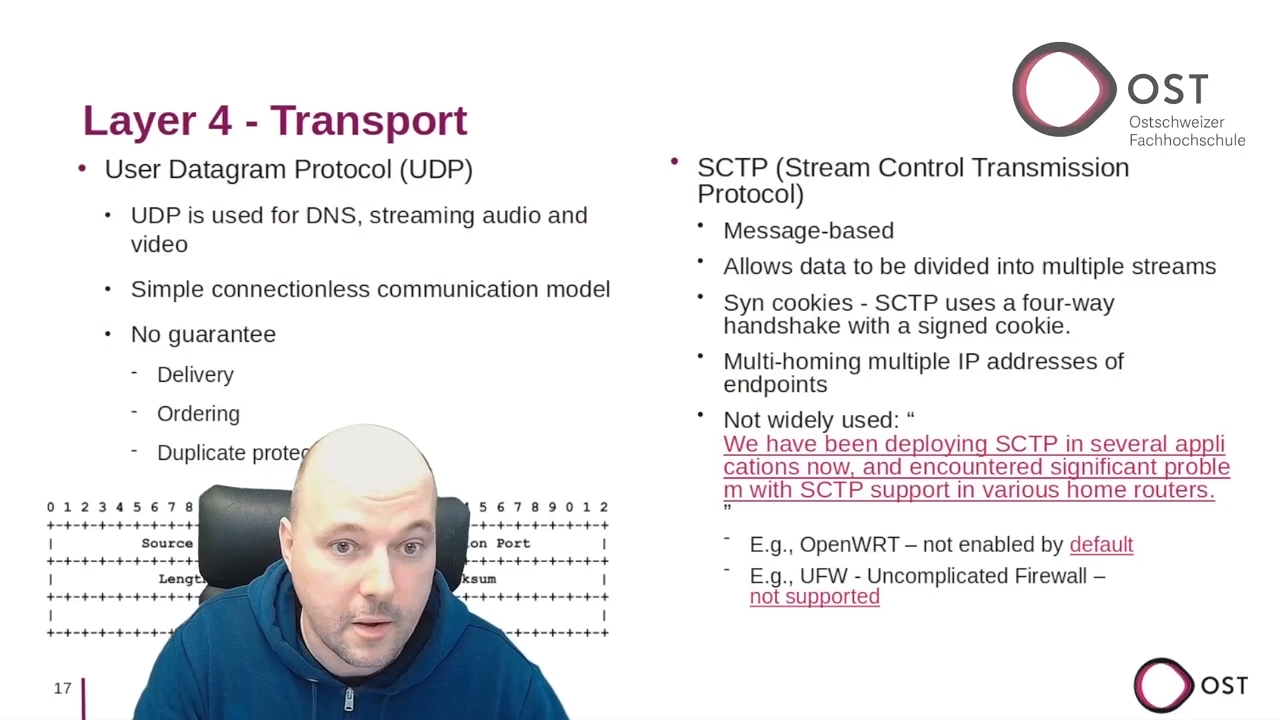 OST
Ostschweizer
Fachhochschule
Layer 4 - Transport
• User Datagram Protocol (UDP)
• UDP is used for DNS, streaming audio and
video
• Simple connectionless communication model
• No guarantee
- Delivery
- Ordering
- Duplicate
0 1 2 3 4 5 6 7 8
5 6 7 8 9 0 1 2
Source
Port
• SCTP (Stream Control Transmission
Protocol)
• Message-based
• Allows data to be divided into multiple streams
• Syn cookies - SCTP uses a four-way
handshake with a signed cookie.
• Multi-homing multiple IP addresses of
endpoints
• Not widely used: “
We have been deploying SCTP in several appli
cations now, and encountered significant proble
m with SCTP support in various home routers.
”
- E.g., OpenWRT – not enabled by default
- E.g., UFW - Uncomplicated Firewall –
not supported
17
OST